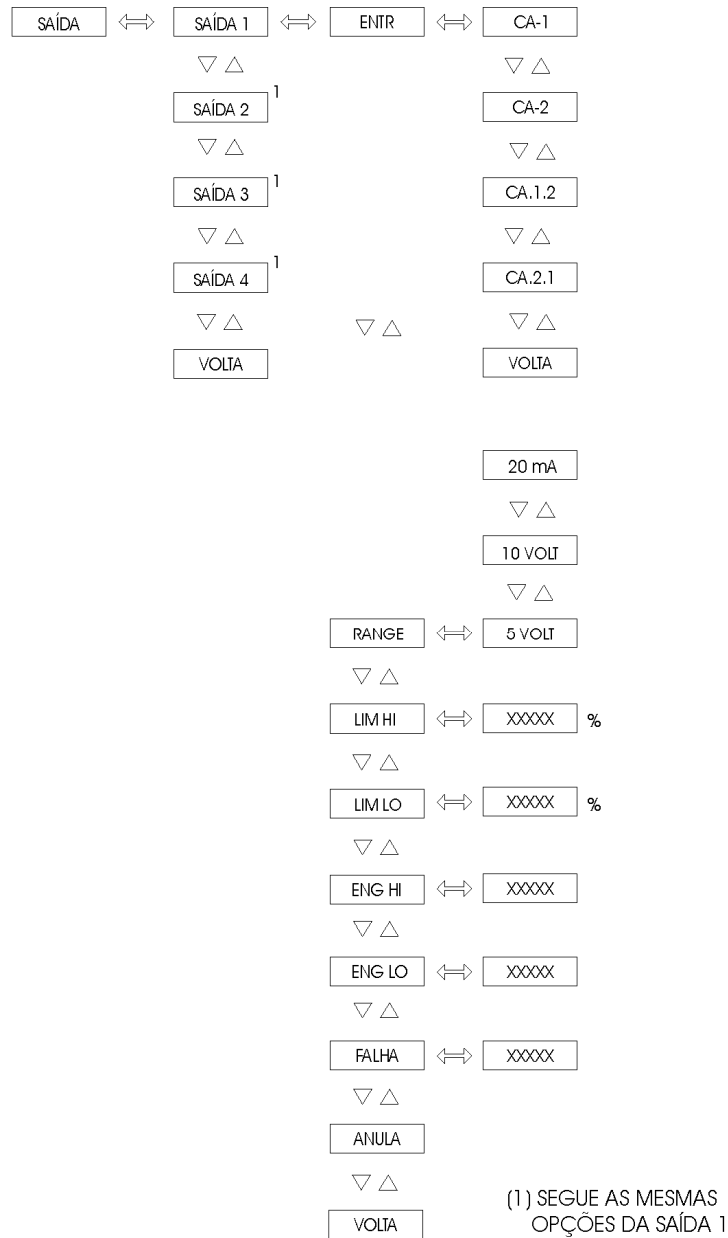 SAÍDA SAÍDA 1 ENTR CA-1
SAÍDA 2 1 CA-2
SAÍDA 3 1 CA.1.2
SAÍDA 4 1 CA.2.1
VOLTA VOLTA
20 mA
10 VOLT
RANGE 5 VOLT
LIM HI XXXXX %
LIM LO XXXXX %
ENG HI XXXXX
ENG LO XXXXX
FALHA XXXXX
ANULA
VOLTA
(1) SEGUE AS MESMAS
OPÇÕES DA SAÍDA 1